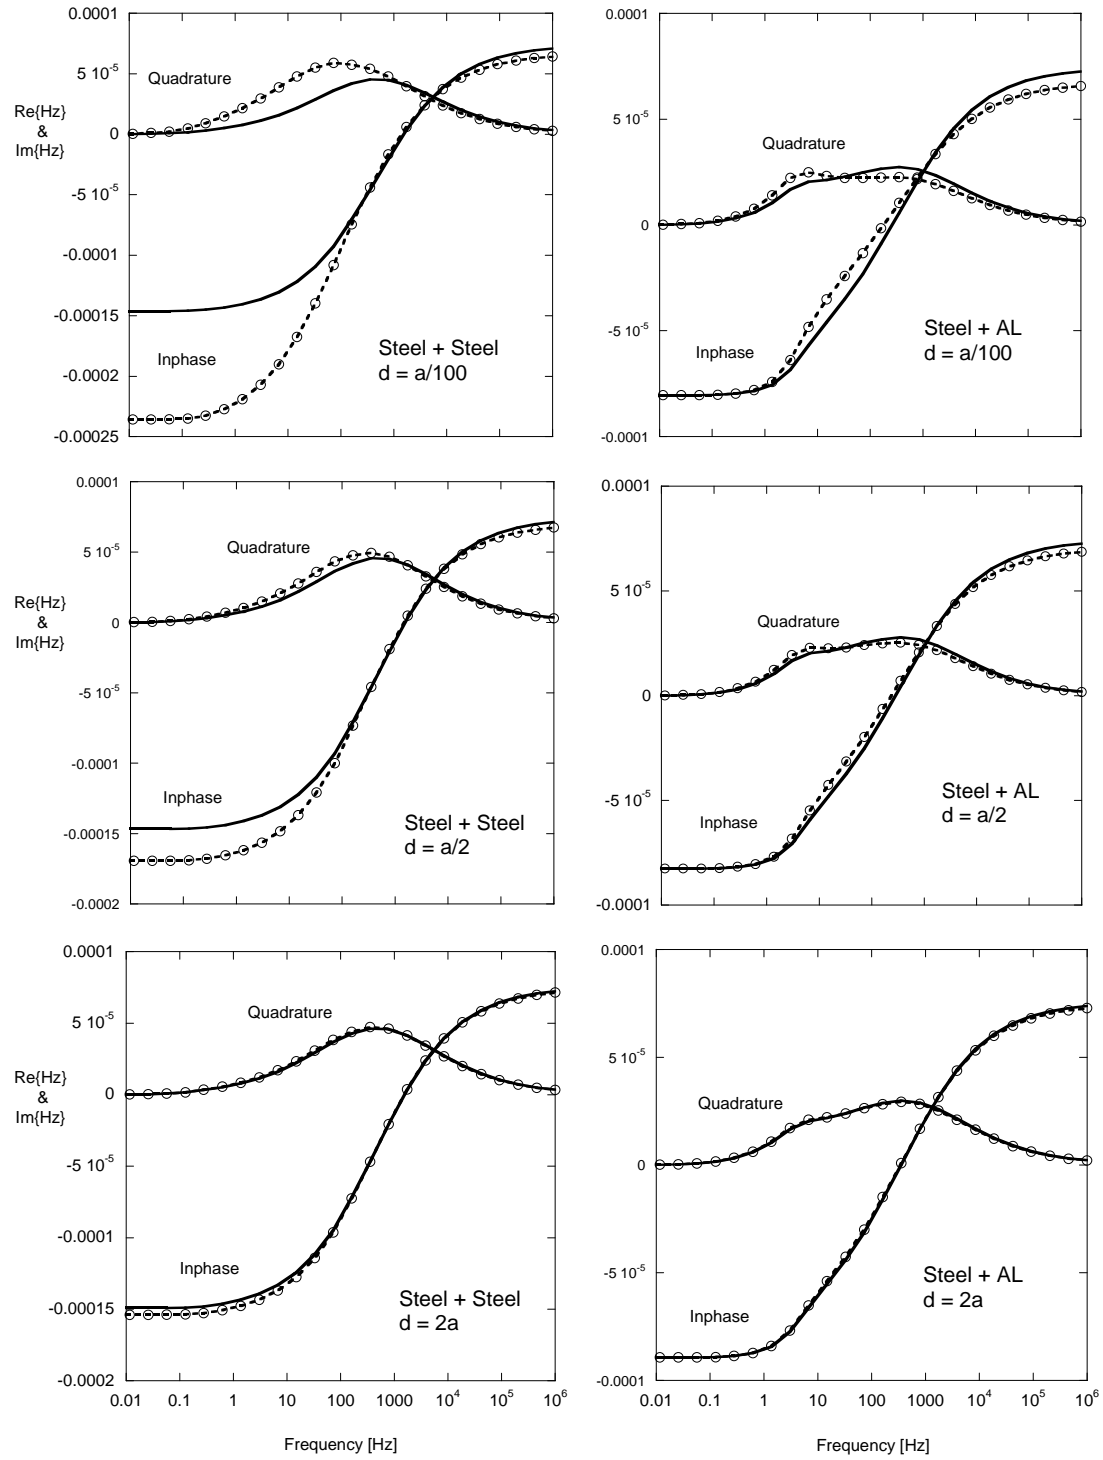 0.0001
5 10⁻⁵
0
-5 10⁻⁵
-0.0001
-0.00015
-0.0002
-0.00025
Re{Hz}
&
Im{Hz}
Quadrature
Inphase
Steel + Steel
d = a/100
5 10⁻⁵
0
-5 10⁻⁵
-0.0001
0.0001
Quadrature
Inphase
Steel + AL
d = a/100
0.0001
5 10⁻⁵
0
-5 10⁻⁵
-0.0001
-0.00015
-0.0002
Re{Hz}
&
Im{Hz}
Quadrature
Inphase
Steel + Steel
d = a/2
0.0001
5 10⁻⁵
0
-5 10⁻⁵
-0.0001
Quadrature
Inphase
Steel + AL
d = a/2
0.0001
5 10⁻⁵
0
-5 10⁻⁵
-0.0001
-0.00015
-0.0002
Re{Hz}
&
Im{Hz}
Quadrature
Inphase
Steel + Steel
d = 2a
0.01 0.1 1 10 100 1000 10⁴ 10⁵ 10⁶
Frequency [Hz]
0.0001
5 10⁻⁵
0
-5 10⁻⁵
-0.0001
Quadrature
Inphase
Steel + AL
d = 2a
0.01 0.1 1 10 100 1000 10⁴ 10⁵ 10⁶
Frequency [Hz]